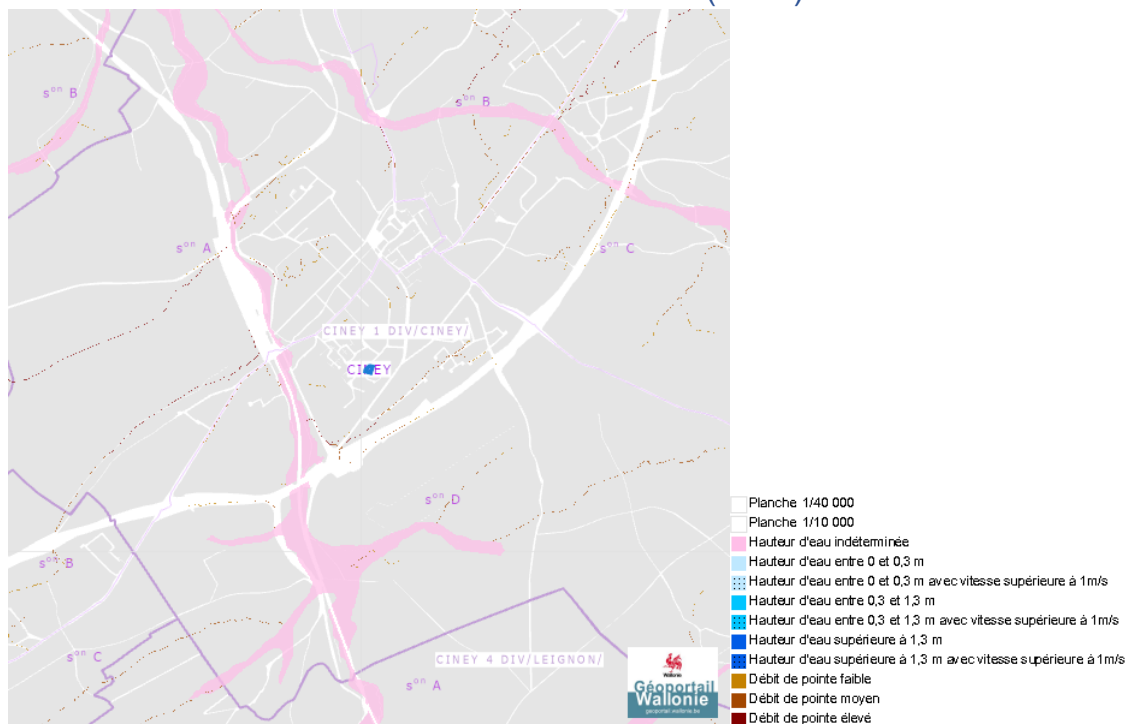 s on B
s on B
s on A
s on C
CINEY 1 DIV/CINEY/
CINEY
s on D
s on B
s on C
CINEY 4 DIV/LEIGNON/
s on A
Wallonie
Géoportail
Wallonie
geoportail.wallonie.be
Planche 1/40 000
Planche 1/10 000
Hauteur d'eau indéterminée
Hauteur d'eau entre 0 et 0,3 m
Hauteur d'eau entre 0 et 0,3 m avec vitesse supérieure à 1m/s
Hauteur d'eau entre 0,3 et 1,3 m
Hauteur d'eau entre 0,3 et 1,3 m avec vitesse supérieure à 1m/s
Hauteur d'eau supérieure à 1,3 m
Hauteur d'eau supérieure à 1,3 m avec vitesse supérieure à 1m/s
Débit de pointe faible
Débit de pointe moyen
Débit de pointe élevé